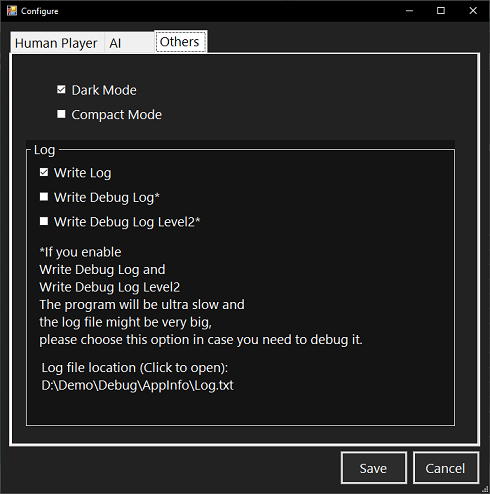 Configure
Human Player AI Others
Dark Mode
Compact Mode
Log
Write Log
Write Debug Log*
Write Debug Log Level2*
*If you enable
Write Debug Log and
Write Debug Log Level2
The program will be ultra slow and
the log file might be very big,
please choose this option in case you need to debug it.
Log file location (Click to open):
D:\Demo\Debug\AppInfo\Log.txt
Save Cancel